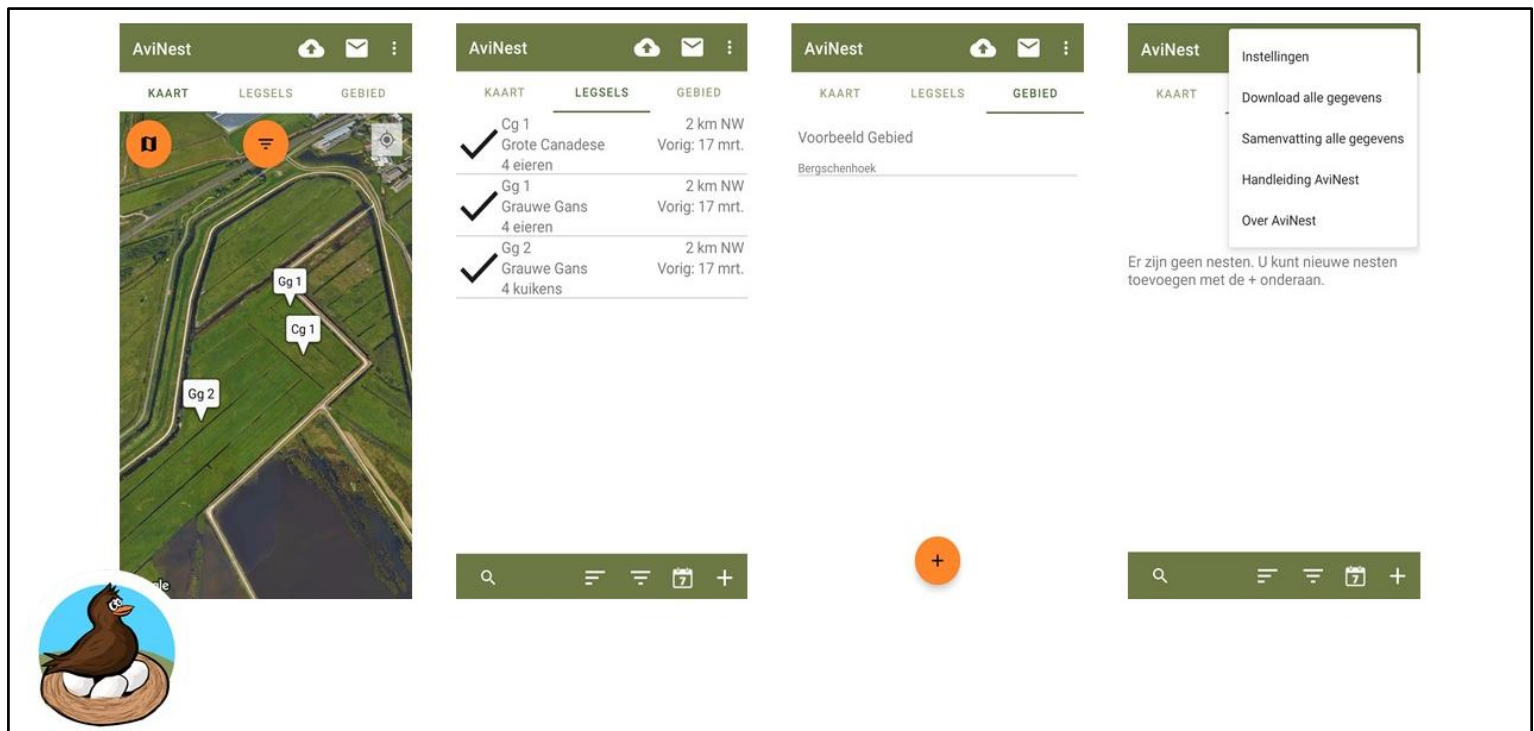 AviNest
KAART LEGSELS GEBIED
Gg 1
Cg 1
Gg 2
AviNest
KAART LEGSELS GEBIED
Cg 1 2 km NW
Grote Canadese Vorig: 17 mrt.
4 eieren
Gg 1 2 km NW
Grauwe Gans Vorig: 17 mrt.
4 eieren
Gg 2 2 km NW
Grauwe Gans Vorig: 17 mrt.
4 kuikens
7
AviNest
KAART LEGSELS GEBIED
Voorbeeld Gebied
Bergschenhoek
AviNest
KAART
Instellingen
Download alle gegevens
Samenvatting alle gegevens
Handleiding AviNest
Over AviNest
Er zijn geen nesten. U kunt nieuwe nesten
toevoegen met de + onderaan.
7